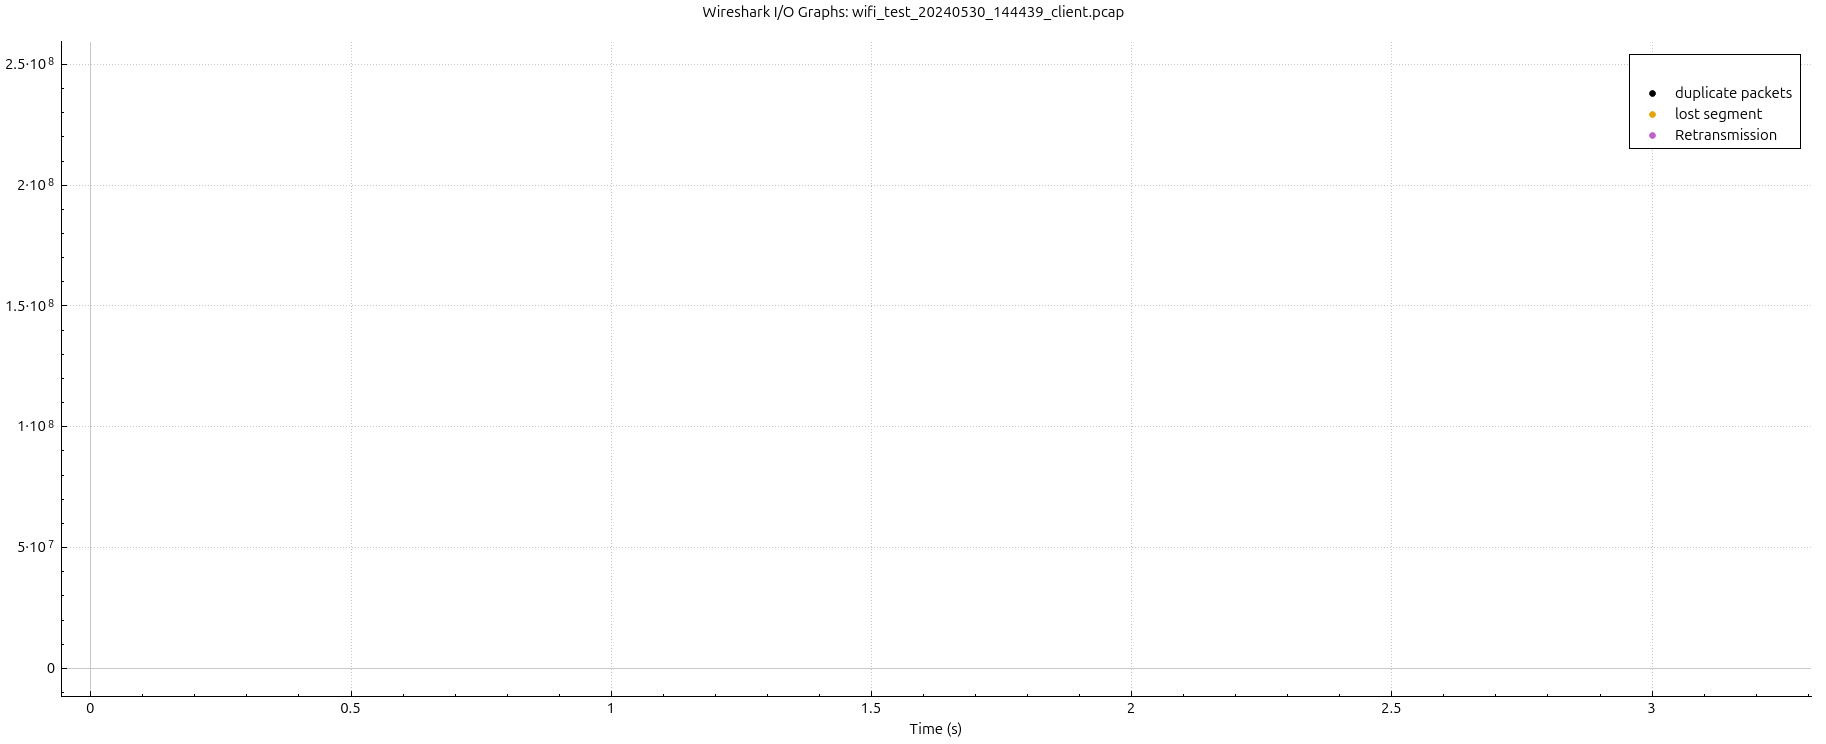 Wireshark I/O Graphs: wifi_test_20240530_144439_client.pcap
2.5·10⁸
duplicate packets
lost segment
Retransmission
2·10⁸
1.5·10⁸
1·10⁸
5·10⁷
0
0 0.5 1 1.5 2 2.5 3
Time (s)